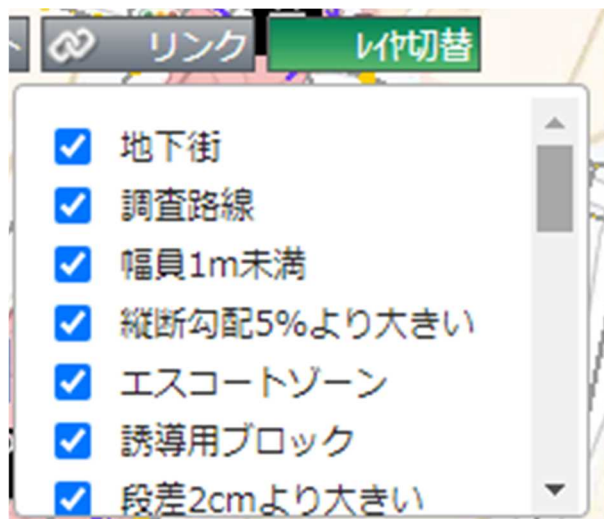 リンク
レイヤ切替
地下街
調査路線
幅員1m未満
縦断勾配5%より大きい
エスコートゾーン
誘導用ブロック
段差2cmより大きい